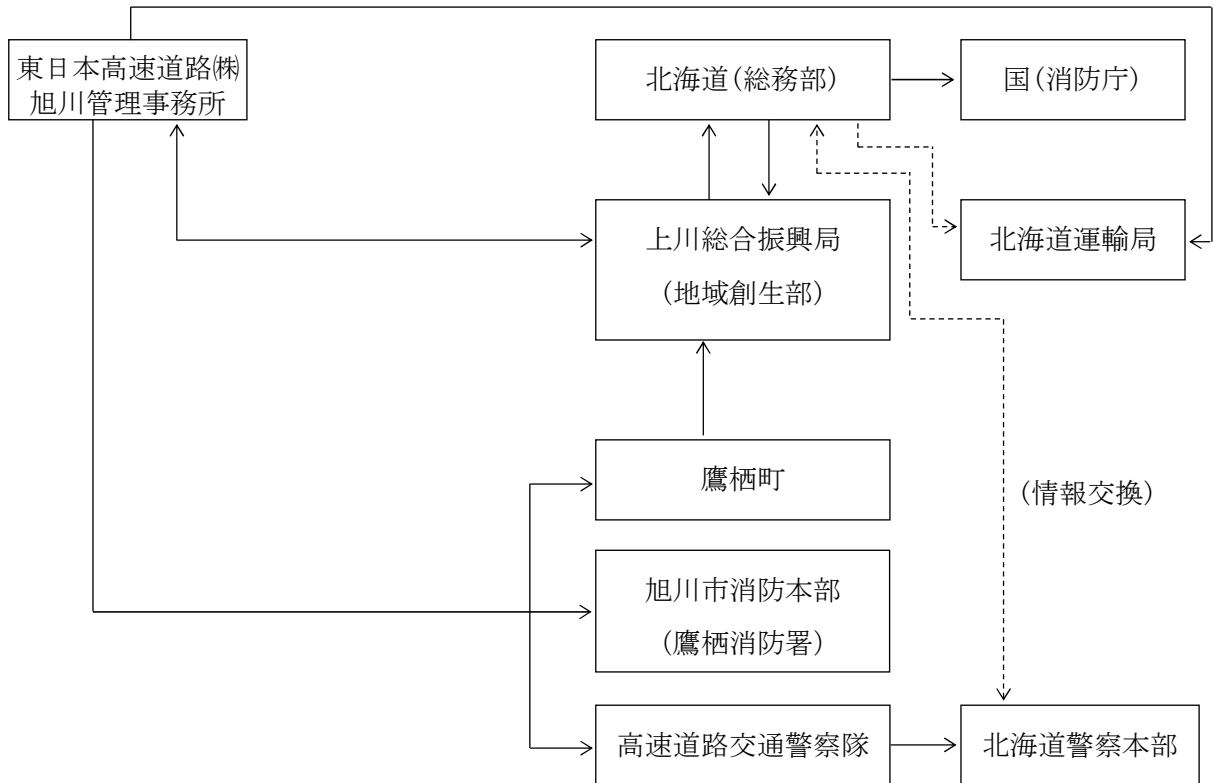 東日本高速道路㈱
旭川管理事務所
北海道(総務部)
国(消防庁)
上川総合振興局
(地域創生部)
北海道運輸局
鷹栖町
(情報交換)
旭川市消防本部
(鷹栖消防署)
高速道路交通警察隊
北海道警察本部